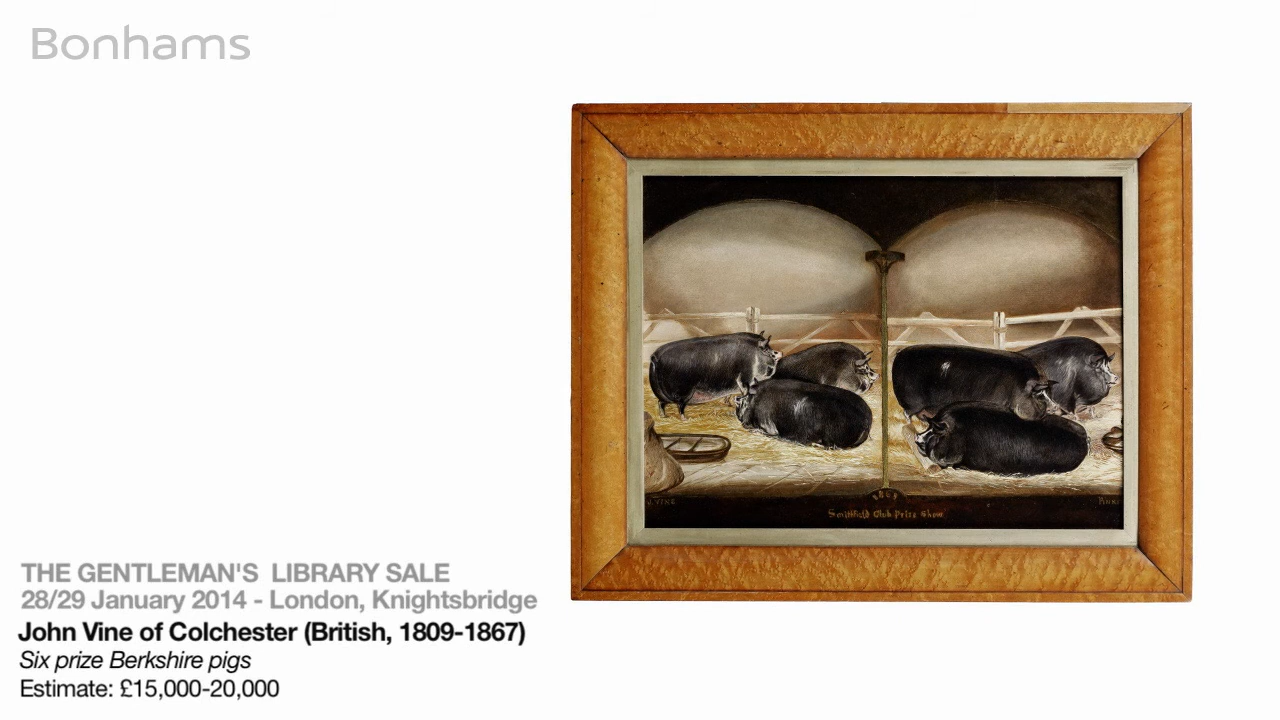 Bonhams
J. VINE
Smithfield Club Prize Show
THE GENTLEMAN'S LIBRARY SALE
28/29 January 2014 - London, Knightsbridge
John Vine of Colchester (British, 1809-1867)
Six prize Berkshire pigs
Estimate: £15,000-20,000